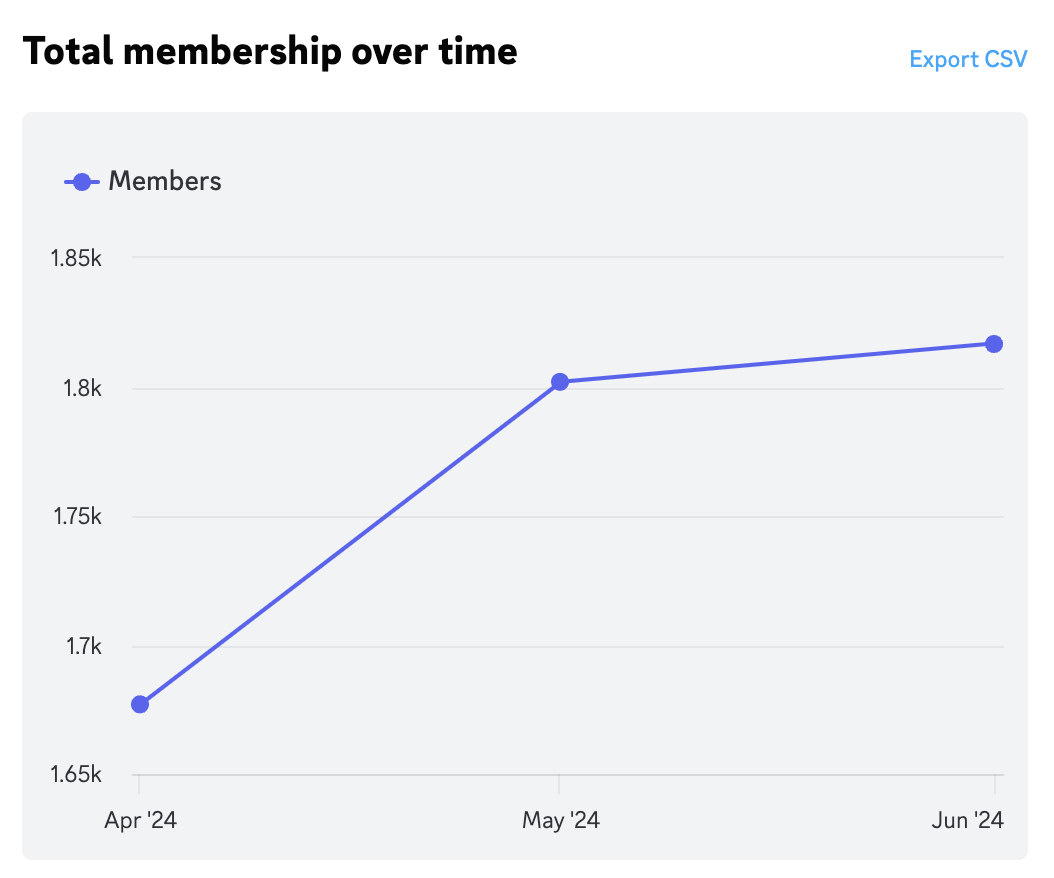 Total membership over time
Export CSV
Members
1.85k
1.8k
1.75k
1.7k
1.65k
Apr '24 May '24 Jun '24